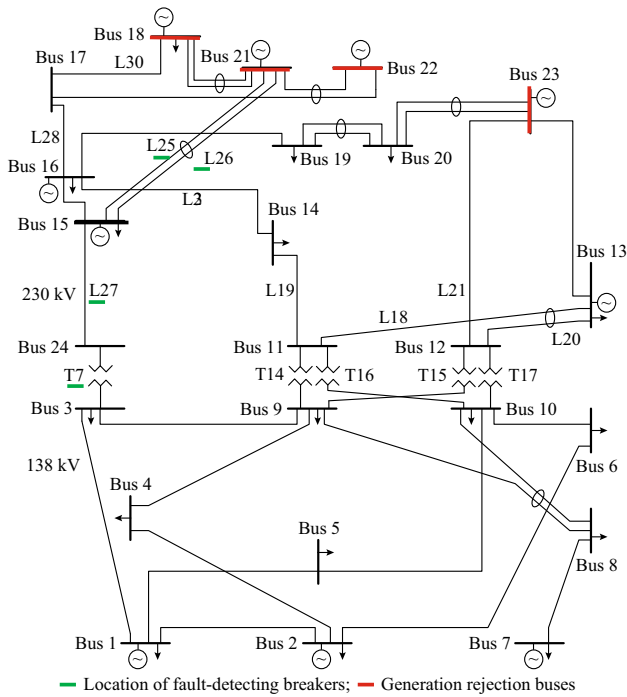 Bus 18
Bus 17
Bus 21
Bus 22
L30
Bus 23
L28
L25
L26
Bus 16
Bus 19
Bus 20
Bus 14
Bus 15
Bus 13
230 kV
L27
L19
L21
L18
L20
Bus 24
Bus 11
Bus 12
T7
T14
T16
T15
T17
Bus 3
Bus 9
Bus 10
138 kV
Bus 6
Bus 4
Bus 5
Bus 8
Bus 1
Bus 2
Bus 7
Location of fault-detecting breakers; Generation rejection buses